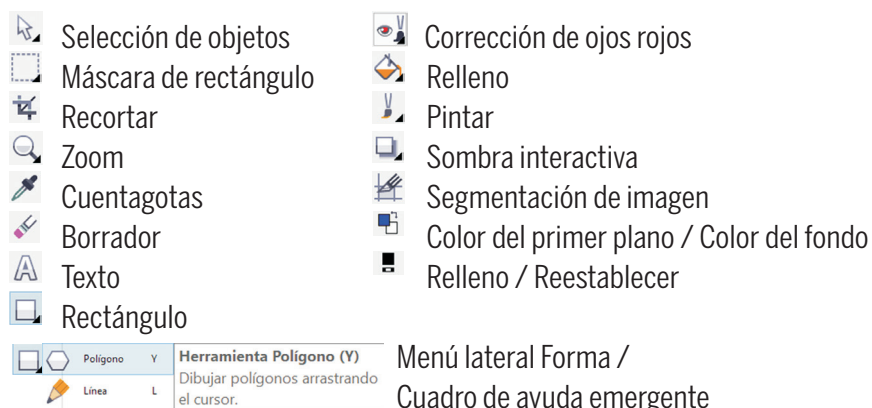 Selección de objetos
Máscara de rectángulo
Recortar
Zoom
Cuentagotas
Borrador
Texto
Rectángulo
Corrección de ojos rojos
Relleno
Pintar
Sombra interactiva
Segmentación de imagen
Color del primer plano / Color del fondo
Relleno / Reestablecer
Polígono Y
Línea L
Herramienta Polígono (Y)
Dibujar polígonos arrastrando
el cursor.
Menú lateral Forma /
Cuadro de ayuda emergente